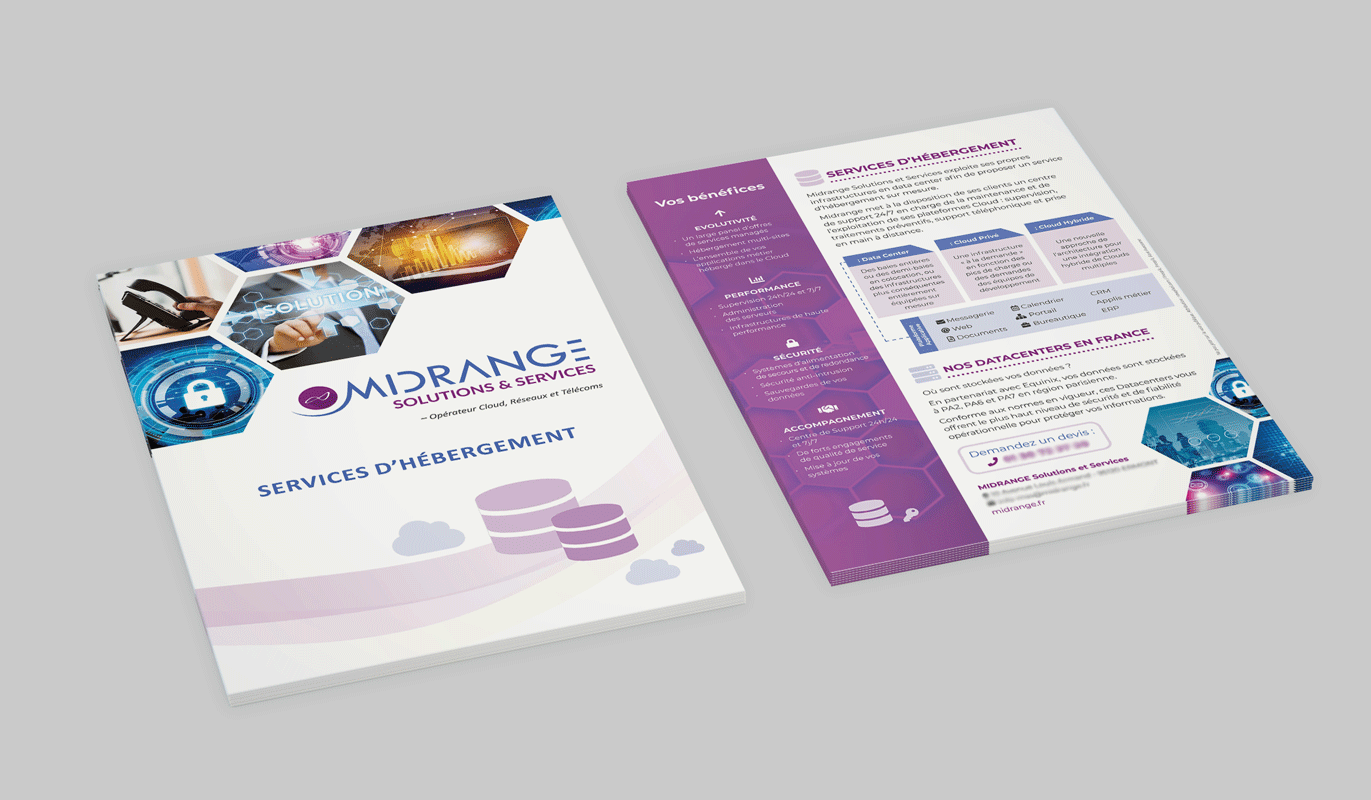 SOLUTION
MIDRANGE
SOLUTIONS & SERVICES
– Opérateur Cloud, Réseaux et Télécoms
SERVICES D’HÉBERGEMENT
Vos bénéfices
EVOLUTIVITÉ
• Un large panel d'offres
de services managés
• Hébergement multi-sites
• L'ensemble de vos
applications métier
hébergé dans le Cloud
PERFORMANCE
• Supervision 24h/24 et 7j/7
• Administration
des serveurs
• Infrastructures de haute
performance
SÉCURITÉ
• Systèmes d'alimentation
de secours et de redondance
• Sécurité anti-intrusion
• Sauvegardes de vos
données
ACCOMPAGNEMENT
• Centre de Support 24h/24
et 7j/7
• De forts engagements
de qualité de service
• Mise à jour de vos
systèmes
SERVICES D'HÉBERGEMENT
Midrange Solutions et Services exploite ses propres
infrastructures en data center afin de proposer un service
d'hébergement sur mesure.
Midrange met à la disposition de ses clients un centre
de support 24/7 en charge de la maintenance et de
l'exploitation de ses plateformes Cloud : supervision,
traitements préventifs, support téléphonique et prise
en main à distance.
: Data Center
Des baies entières
ou des demi-baies
en colocation, ou
des infrastructures
plus conséquentes
entièrement
équipées sur
mesure
: Cloud Privé
Une infrastructure
« à la demande »
en fonction des
pics de charge ou
des demandes
des équipes de
développement
: Cloud Hybride
Une nouvelle
approche de
l'architecture pour
une intégration
hybride de Clouds
multiples
Plateforme
Applicative
Messagerie
Web
Documents
Calendrier
Portail
Bureautique
CRM
Applis métier
ERP
NOS DATACENTERS EN FRANCE
Où sont stockées vos données ?
En partenariat avec Equinix, vos données sont stockées
à PA2, PA6 et PA7 en région parisienne.
Conforme aux normes en vigueur, ces Datacenters vous
offrent le plus haut niveau de sécurité et de fiabilité
opérationnelle pour protéger vos informations.
Demandez un devis :
MIDRANGE Solutions et Services
midrange.fr